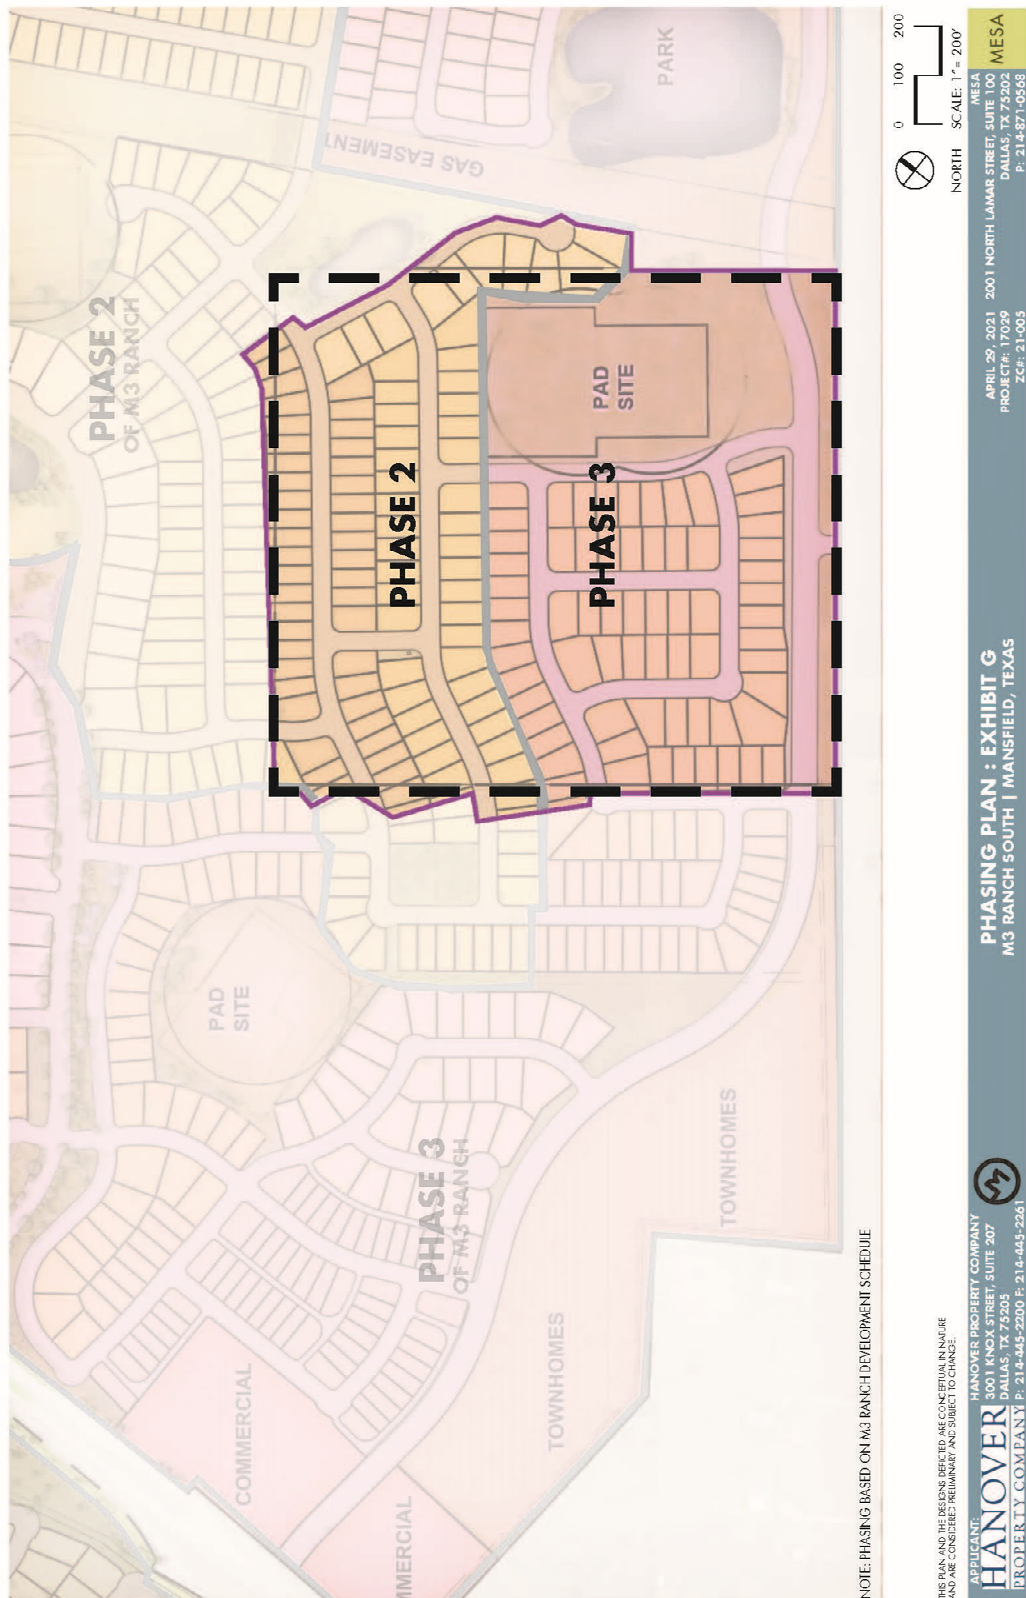 PHASE 2
OF M3 RANCH
GAS EASEMENT
PARK
PHASE 2
PHASE 3
PAD
SITE
PAD
SITE
PHASE 3
OF M3 RANCH
TOWNHOMES
TOWNHOMES
COMMERCIAL
MMERCIAL
NOTE: PHASING BASED ON M3 RANCH DEVELOPMENT SCHEDULE
0 100 200
NORTH SCALE: 1" = 200'
THIS PLAN AND THE DESIGNS DEPICTED ARE CONCEPTUAL IN NATURE
AND ARE CONSIDERED PRELIMINARY AND SUBJECT TO CHANGE.
APPLICANT:
HANOVER
PROPERTY COMPANY
HANOVER PROPERTY COMPANY
3001 KNOX STREET, SUITE 207
DALLAS, TX 75205
P: 214-445-2200 F: 214-445-2261
M
PHASING PLAN : EXHIBIT G
M3 RANCH SOUTH | MANSFIELD, TEXAS
APRIL 29, 2021
PROJECT#: 17029
ZC#: 21-005
MESA
2001 NORTH LAMAR STREET, SUITE 100
DALLAS, TX 75202
P: 214-871-0568
MESA